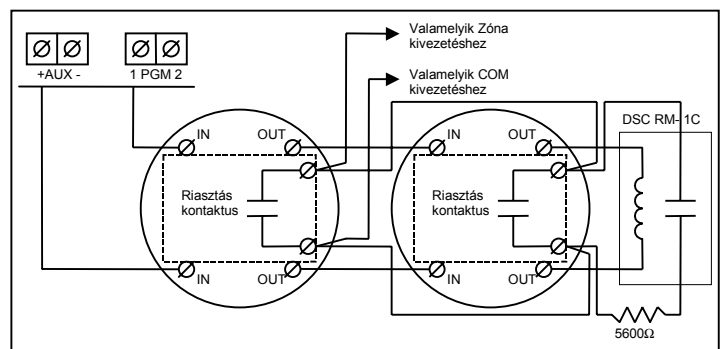 Valamelyik Zóna
kivezetéshez
+AUX -
1 PGM 2
Valamelyik COM
kivezetéshez
DSC RM- 1C
IN
OUT
IN
OUT
Riasztás
kontaktus
Riasztás
kontaktus
IN
OUT
IN
OUT
5600Ω